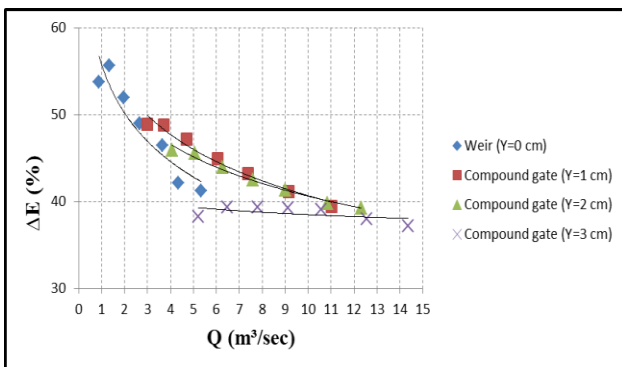 60
50
40
30
ΔE (%)
0 1 2 3 4 5 6 7 8 9 10 11 12 13 14 15
Q (m³/sec)
Weir (Y=0 cm)
Compound gate (Y=1 cm)
Compound gate (Y=2 cm)
Compound gate (Y=3 cm)